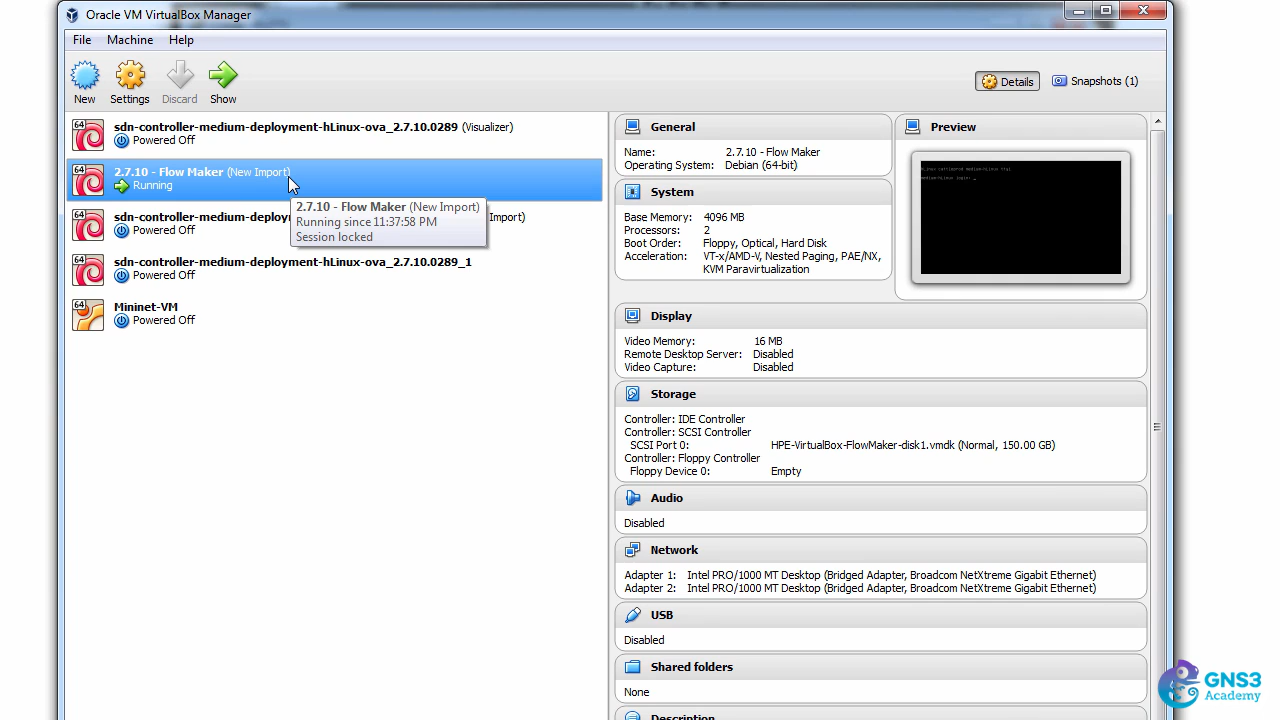 Oracle VM VirtualBox Manager
File Machine Help
New Settings Discard Show
Details Snapshots (1)
64 sdn-controller-medium-deployment-hLinux-ova_2.7.10.0289 (Visualizer)
Powered Off
64 2.7.10 - Flow Maker (New Import)
Running
64 sdn-controller-medium-deploy Import)
Powered Off
2.7.10 - Flow Maker (New Import)
Running since 11:37:58 PM
Session locked
64 sdn-controller-medium-deployment-hLinux-ova_2.7.10.0289_1
Powered Off
64 Mininet-VM
Powered Off
General
Name: 2.7.10 - Flow Maker
Operating System: Debian (64-bit)
System
Base Memory: 4096 MB
Processors: 2
Boot Order: Floppy, Optical, Hard Disk
Acceleration: VT-x/AMD-V, Nested Paging, PAE/NX,
KVM Paravirtualization
Preview
Display
Video Memory: 16 MB
Remote Desktop Server: Disabled
Video Capture: Disabled
Storage
Controller: IDE Controller
Controller: SCSI Controller
SCSI Port 0: HPE-VirtualBox-FlowMaker-disk1.vmdk (Normal, 150.00 GB)
Controller: Floppy Controller
Floppy Device 0: Empty
Audio
Disabled
Network
Adapter 1: Intel PRO/1000 MT Desktop (Bridged Adapter, Broadcom NetXtreme Gigabit Ethernet)
Adapter 2: Intel PRO/1000 MT Desktop (Bridged Adapter, Broadcom NetXtreme Gigabit Ethernet)
USB
Disabled
Shared folders
None
Description
GNS3
Academy